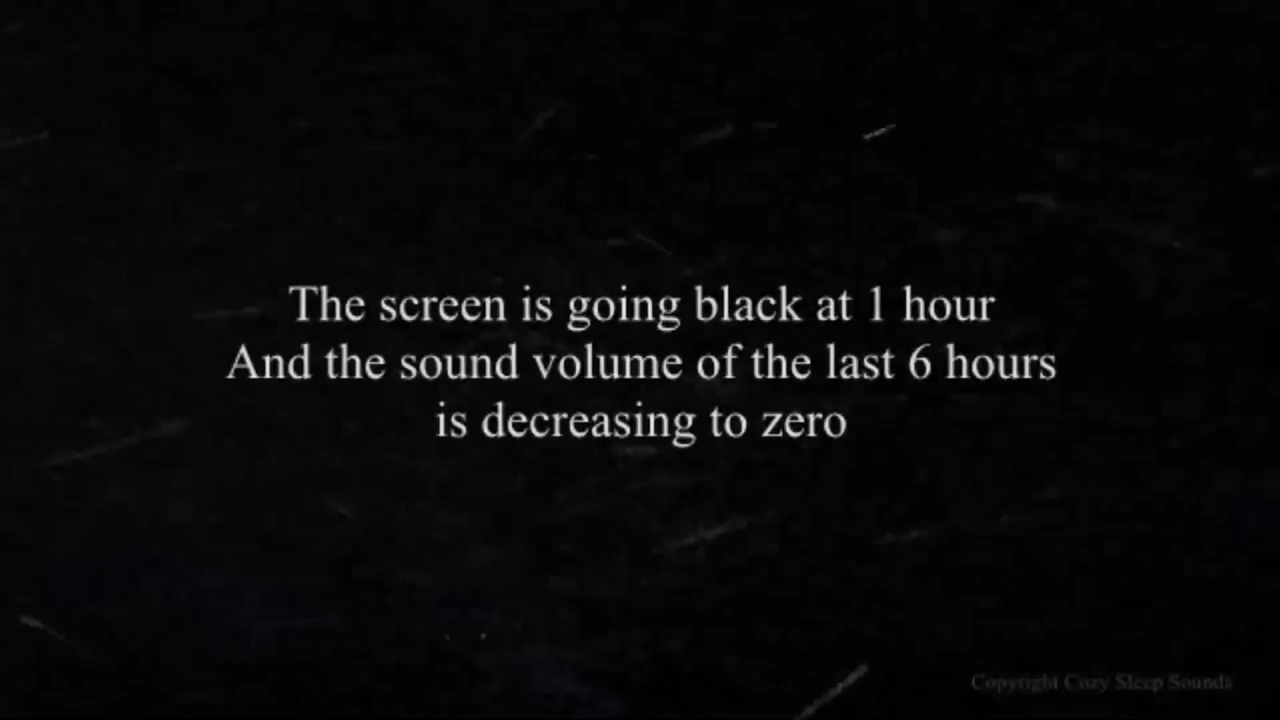 The screen is going black at 1 hour
And the sound volume of the last 6 hours
is decreasing to zero
Copyright Cozy Sleep Sounds